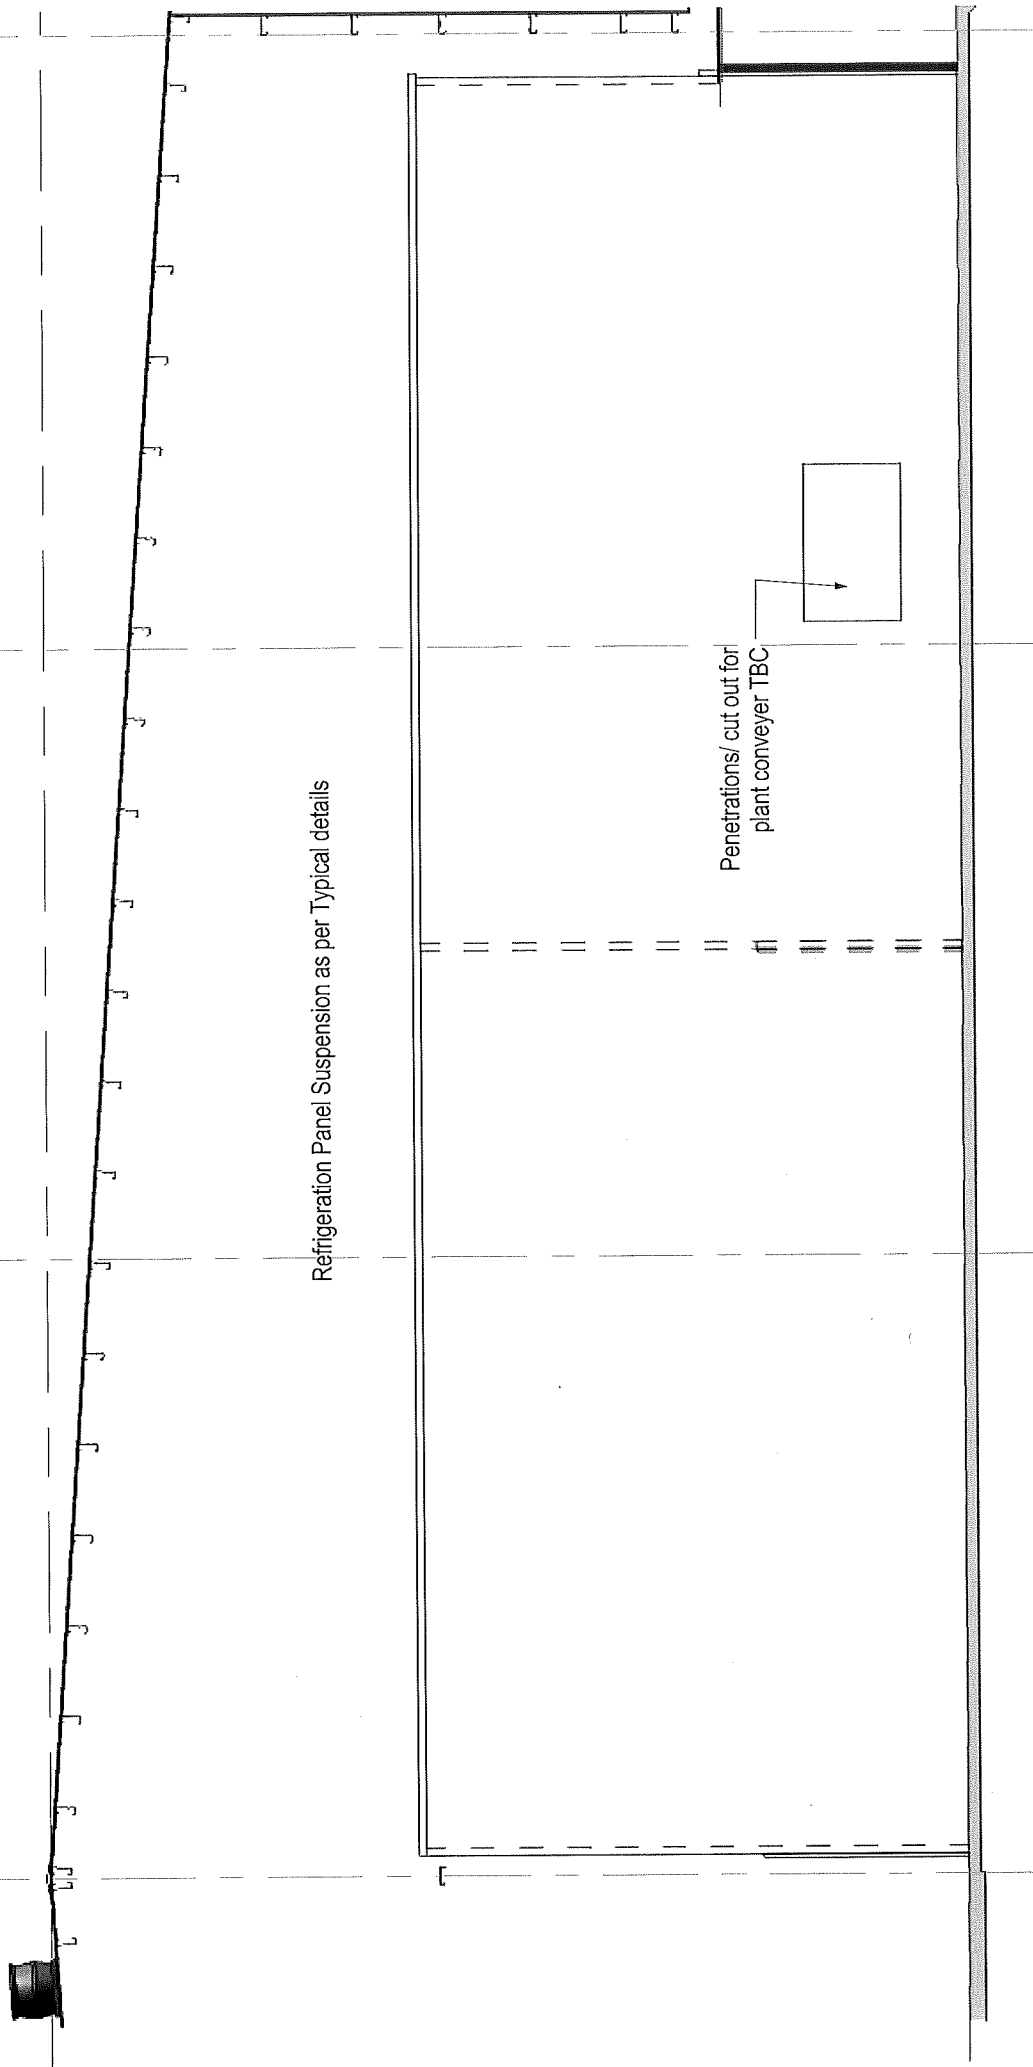 Refrigeration Panel Suspension as per Typical details
Penetrations/ cut out for
plant conveyer TBC